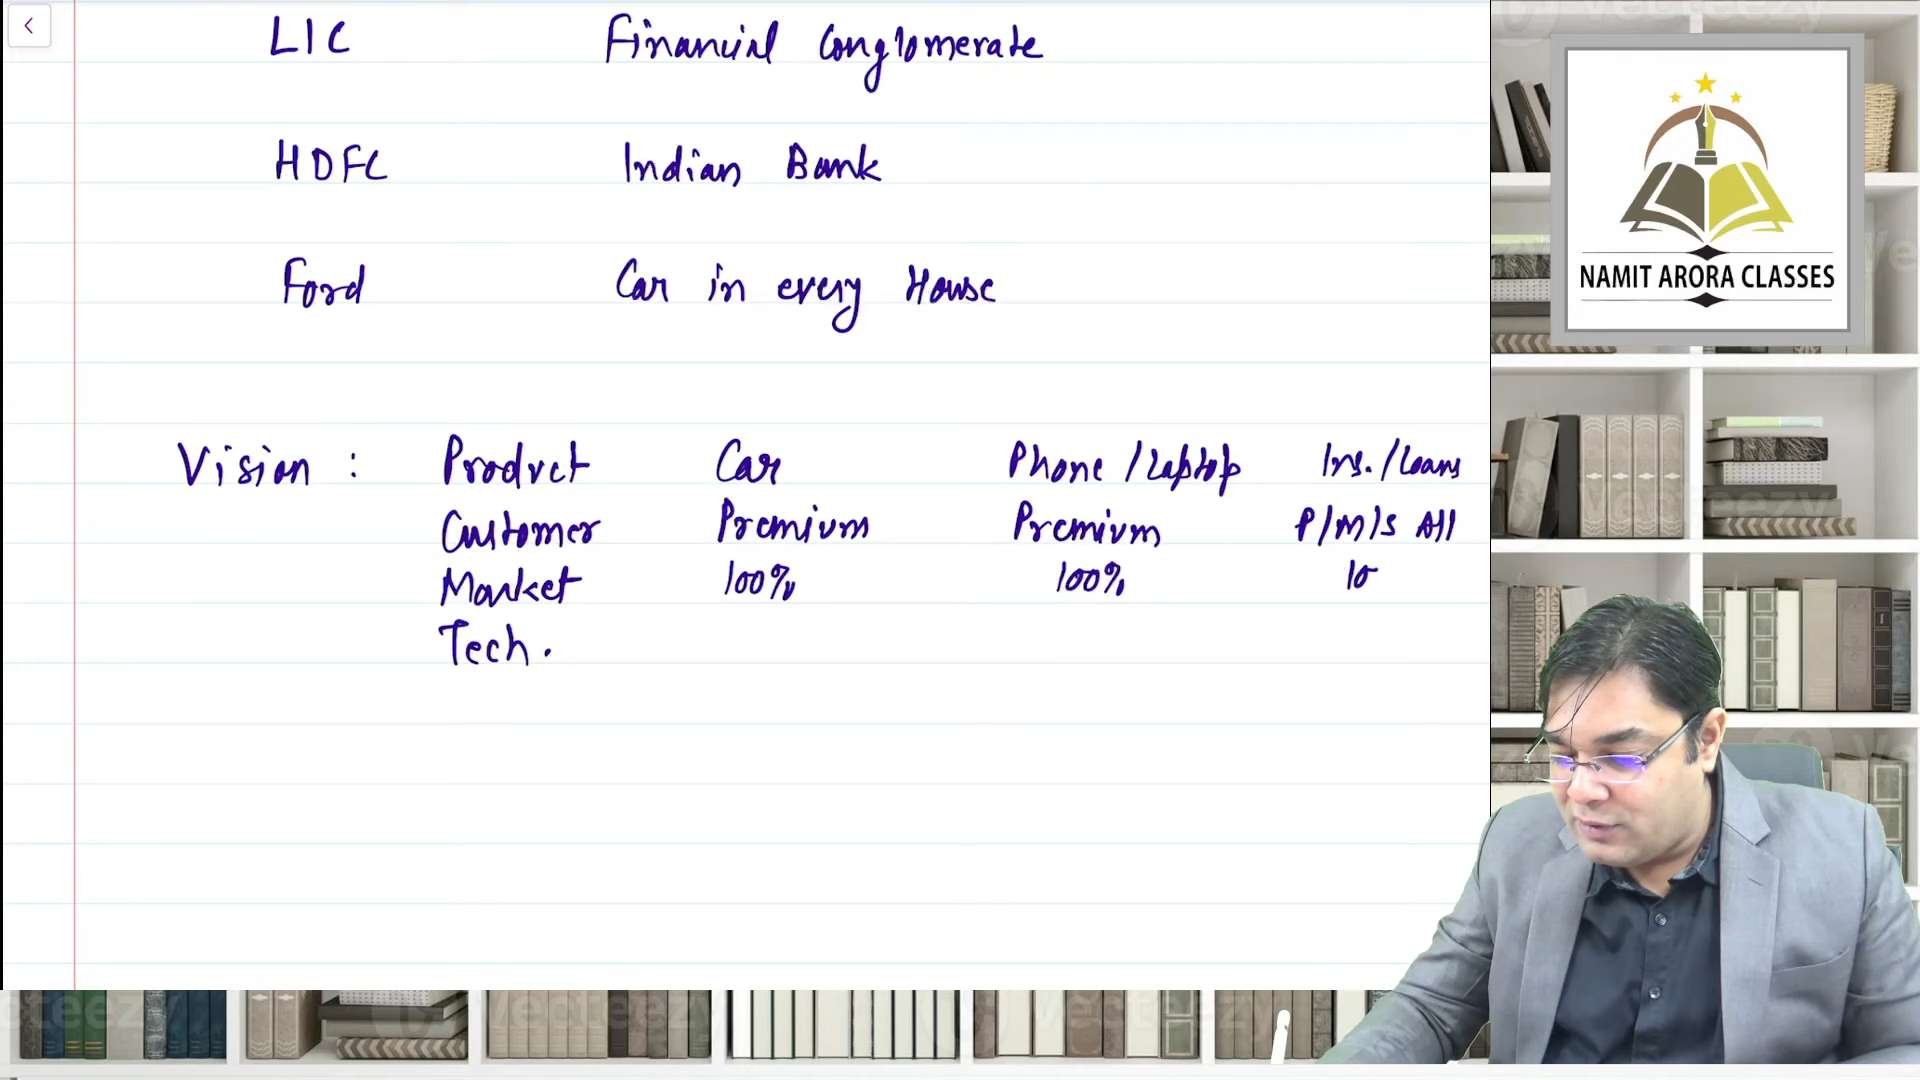 LIC Financial Conglomerate
HDFC Indian Bank
Ford Car in every House
NAMIT ARORA CLASSES
Vision : Product Car Phone / Laptop Ins. / Loans
Customer Premium Premium P/M/S All
Market 100% 100% 10
Tech.
vecteezy